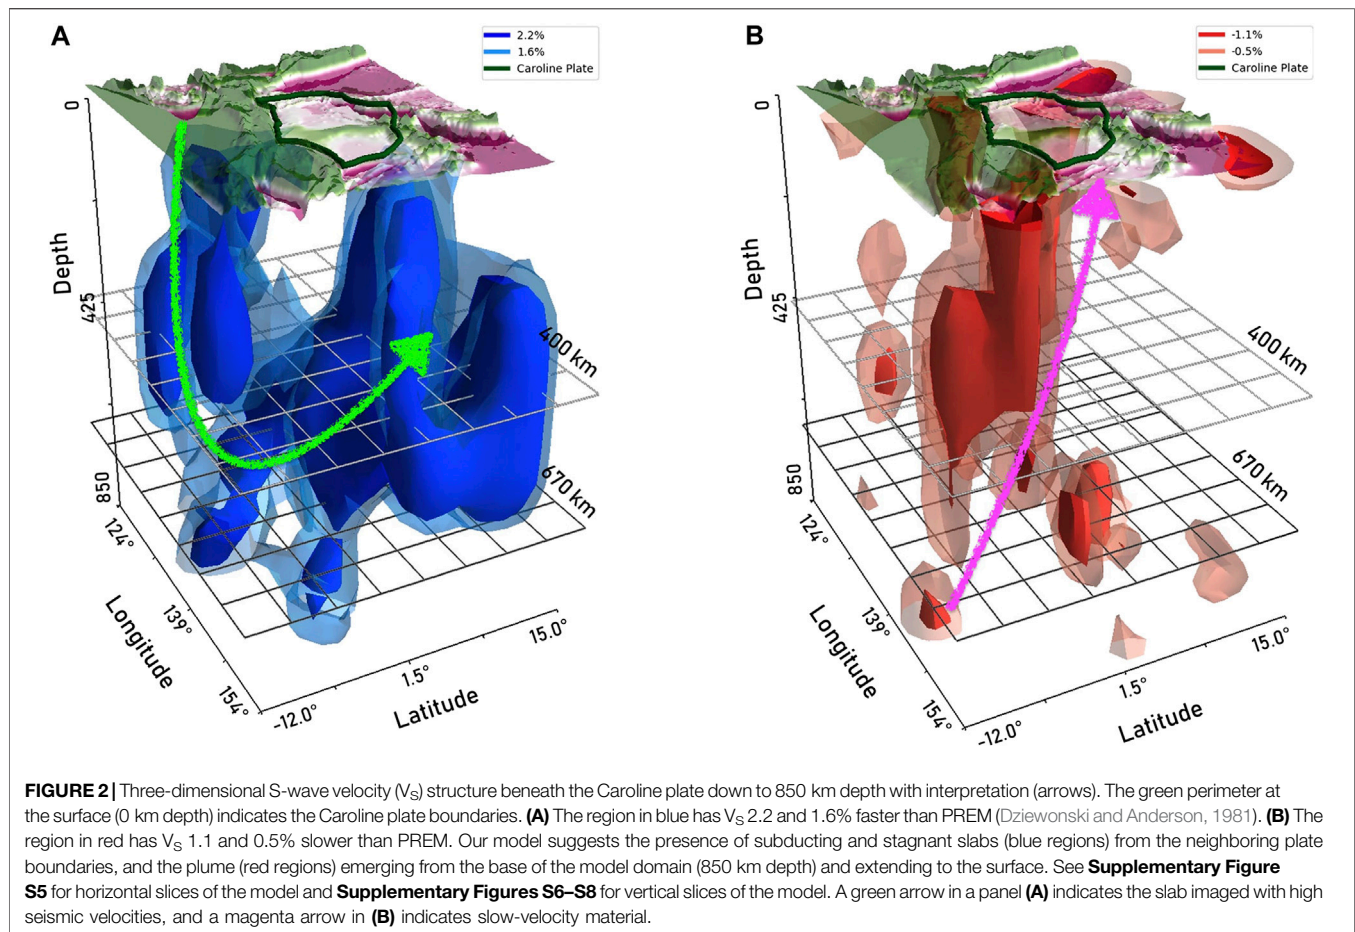 A
2.2%
1.6%
Caroline Plate
0
Depth
425
850
400 km
670 km
124°
139°
154°
Longitude
-12.0°
1.5°
15.0°
Latitude
B
-1.1%
-0.5%
Caroline Plate
0
Depth
425
850
400 km
670 km
124°
139°
154°
Longitude
-12.0°
1.5°
15.0°
Latitude
FIGURE 2 | Three-dimensional S-wave velocity (VS) structure beneath the Caroline plate down to 850 km depth with interpretation (arrows). The green perimeter at
the surface (0 km depth) indicates the Caroline plate boundaries. (A) The region in blue has VS 2.2 and 1.6% faster than PREM (Dziewonski and Anderson, 1981). (B) The
region in red has VS 1.1 and 0.5% slower than PREM. Our model suggests the presence of subducting and stagnant slabs (blue regions) from the neighboring plate
boundaries, and the plume (red regions) emerging from the base of the model domain (850 km depth) and extending to the surface. See Supplementary Figure
S5 for horizontal slices of the model and Supplementary Figures S6–S8 for vertical slices of the model. A green arrow in a panel (A) indicates the slab imaged with high
seismic velocities, and a magenta arrow in (B) indicates slow-velocity material.